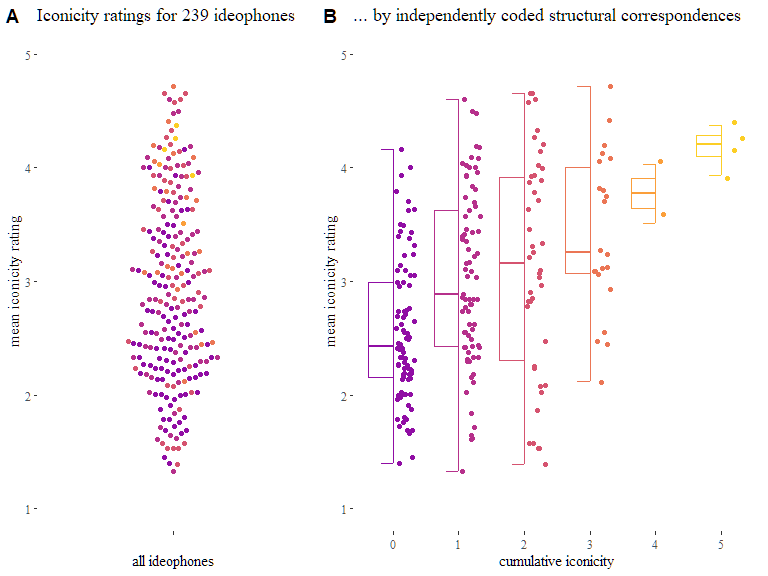 A Iconicity ratings for 239 ideophones
5
4
3
2
1
mean iconicity rating
all ideophones
B ... by independently coded structural correspondences
5
4
3
2
1
mean iconicity rating
0 1 2 3 4 5
cumulative iconicity